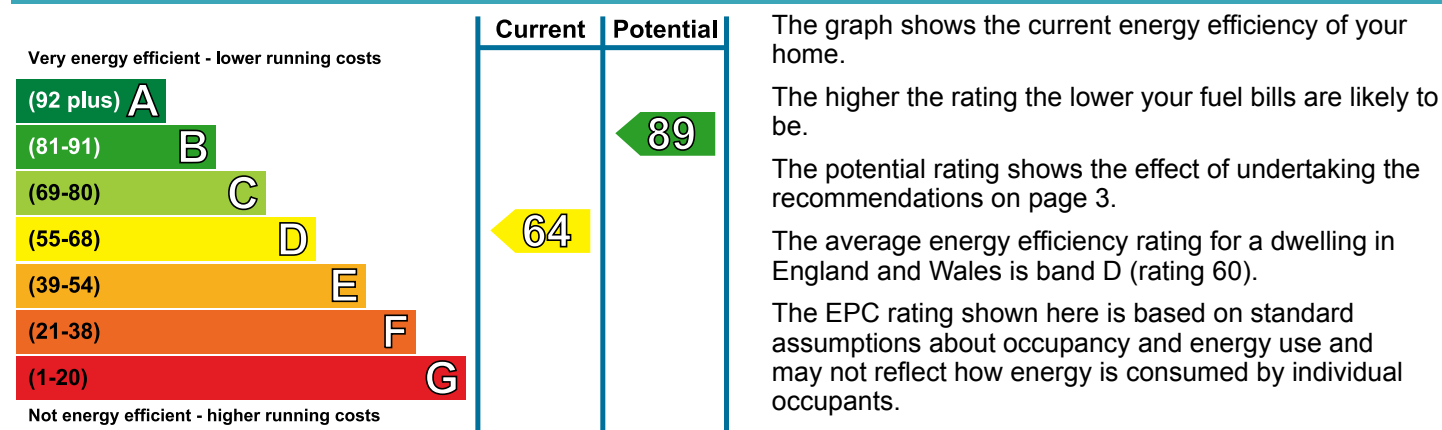 Current Potential
Very energy efficient - lower running costs
(92 plus) A
(81-91) B
89
(69-80) C
(55-68) D
64
(39-54) E
(21-38) F
(1-20) G
Not energy efficient - higher running costs
The graph shows the current energy efficiency of your
home.
The higher the rating the lower your fuel bills are likely to
be.
The potential rating shows the effect of undertaking the
recommendations on page 3.
The average energy efficiency rating for a dwelling in
England and Wales is band D (rating 60).
The EPC rating shown here is based on standard
assumptions about occupancy and energy use and
may not reflect how energy is consumed by individual
occupants.